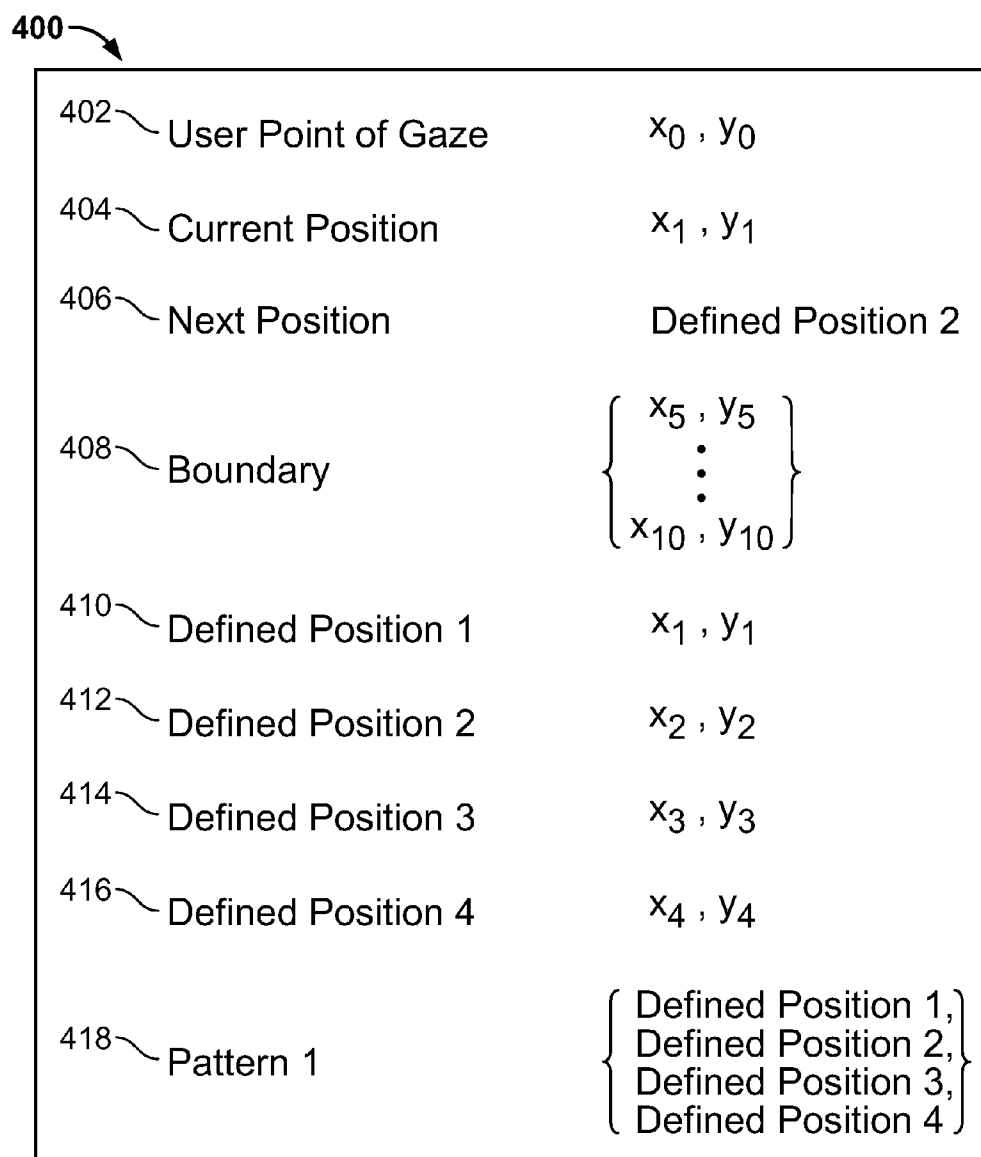 400
402 User Point of Gaze x0 , y0
404 Current Position x1 , y1
406 Next Position Defined Position 2
408 Boundary { x5 , y5
⋮
x10 , y10 }
410 Defined Position 1 x1 , y1
412 Defined Position 2 x2 , y2
414 Defined Position 3 x3 , y3
416 Defined Position 4 x4 , y4
418 Pattern 1 { Defined Position 1,
Defined Position 2,
Defined Position 3,
Defined Position 4 }